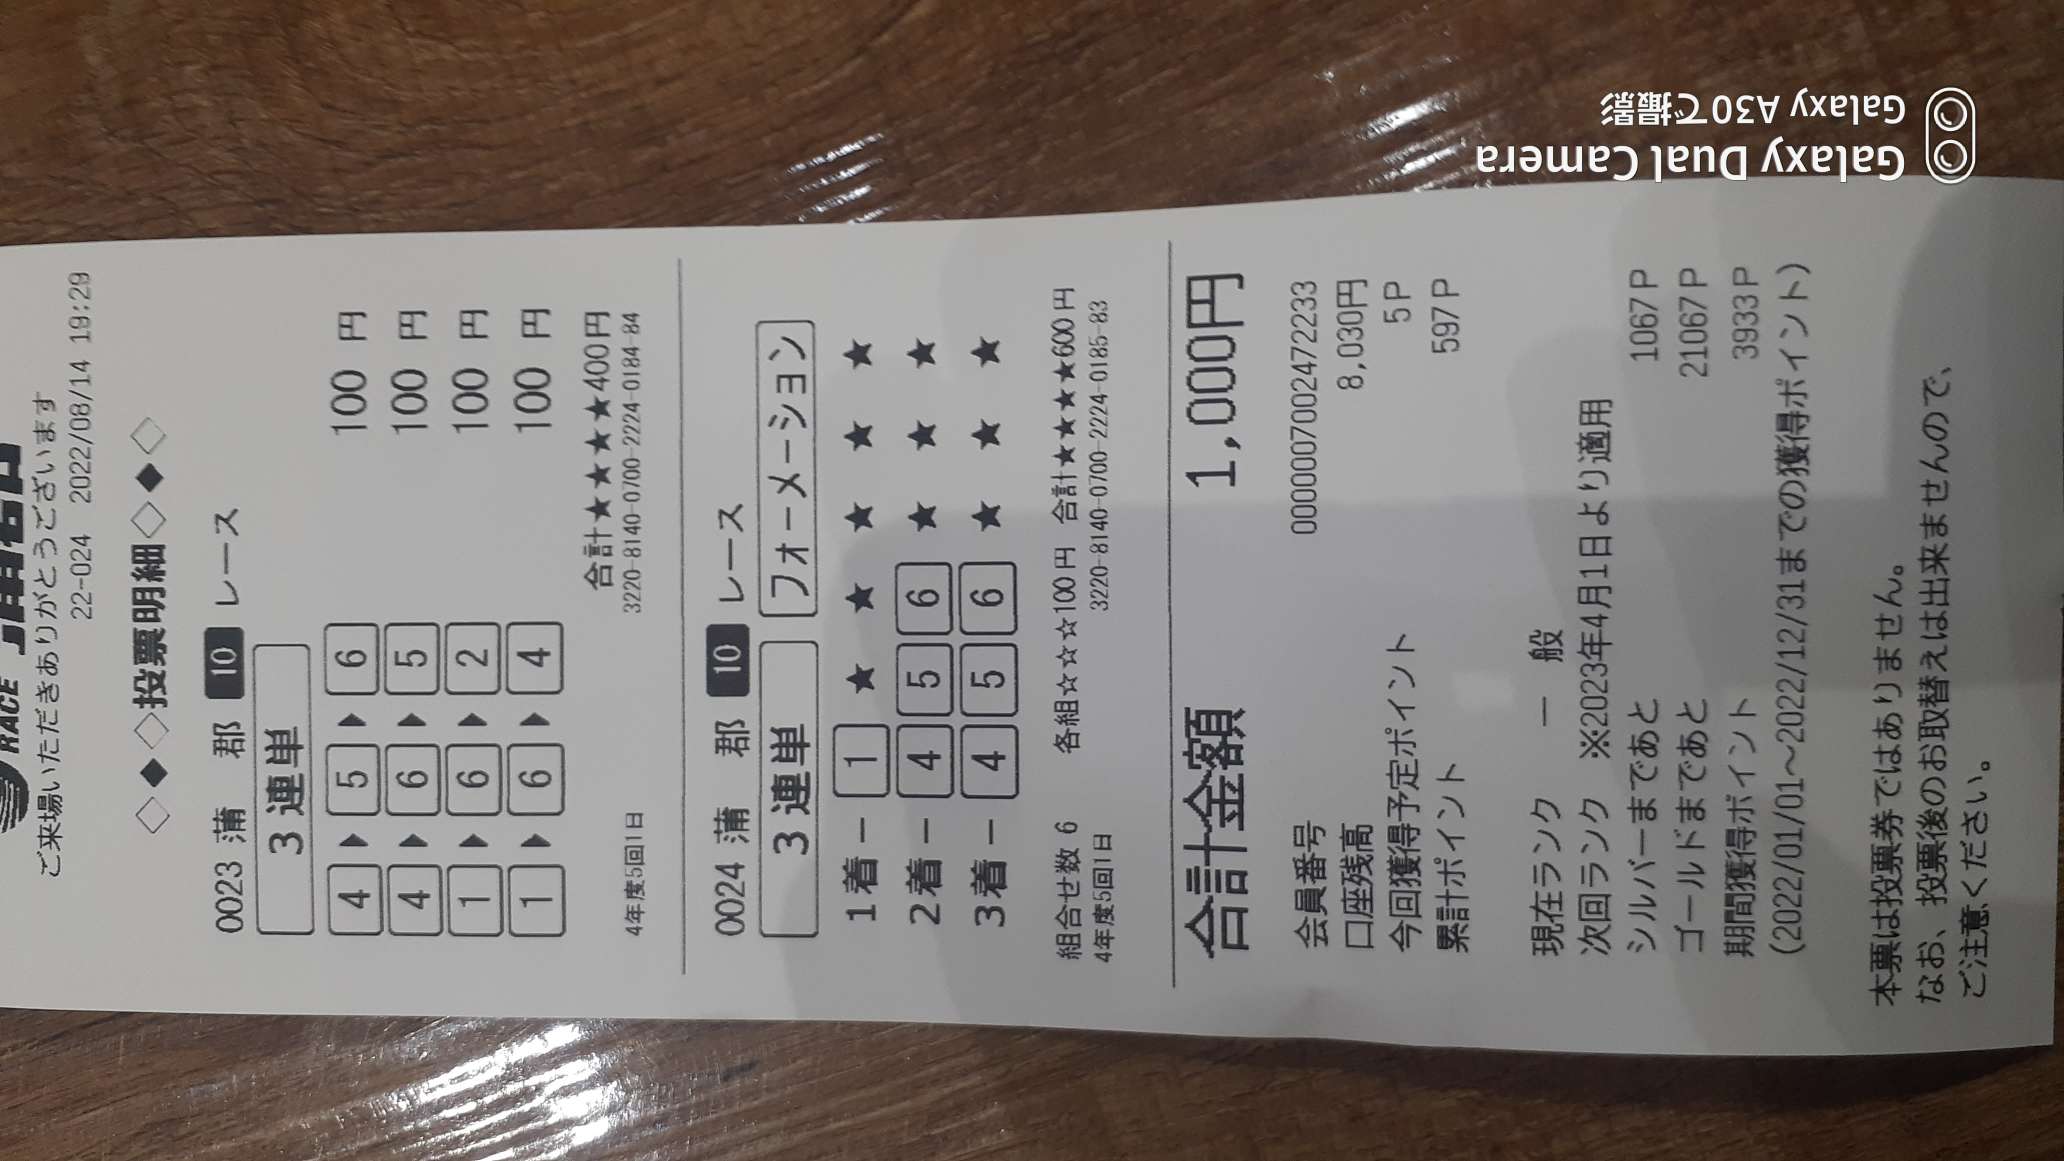 RACE
ご来場いただきありがとうございます
22-024 2022/08/14 19:29
◇◆◇投票明細◇◆◇
0023 蒲 郡 10 レース
3連単
4▶5▶6 100 円
4▶6▶5 100 円
1▶6▶2 100 円
1▶6▶4 100 円
合計★★★★★400円
4年度5回1日 3220-8140-0700-2224-0184-84
0024 蒲 郡 10 レース
3連単 フォーメーション
1着－ 1 ★ ★ ★ ★ ★
2着－ 4 5 6 ★ ★ ★
3着－ 4 5 6 ★ ★ ★
組合せ数 6 各組☆☆☆100円 合計★★★★★600円
4年度5回1日 3220-8140-0700-2224-0185-83
合計金額 1,000円
会員番号 0000007002472233
口座残高 8,030円
今回獲得予定ポイント 5P
累計ポイント 597P
現在ランク 一 般
次回ランク ※2023年4月1日より適用
シルバーまであと 1067P
ゴールドまであと 21067P
期間獲得ポイント 3933P
(2022/01/01～2022/12/31までの獲得ポイント)
本票は投票券ではありません。
なお、投票後のお取替えは出来ませんので、
ご注意ください。
Galaxy Dual Camera
Galaxy A30で撮影